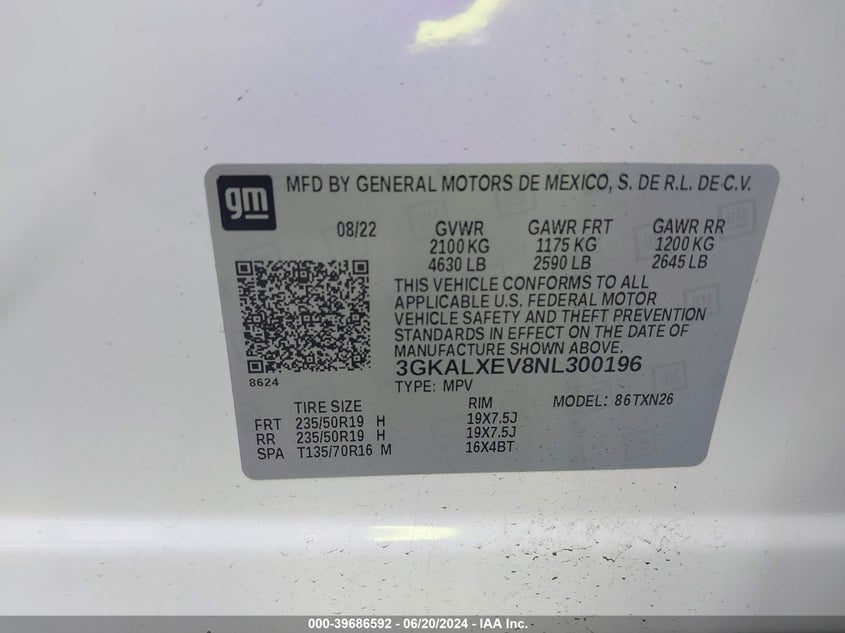 gm MFD BY GENERAL MOTORS DE MEXICO, S. DE R.L. DE C.V.
08/22 GVWR GAWR FRT GAWR RR
2100 KG 1175 KG 1200 KG
4630 LB 2590 LB 2645 LB
THIS VEHICLE CONFORMS TO ALL
APPLICABLE U.S. FEDERAL MOTOR
VEHICLE SAFETY AND THEFT PREVENTION
STANDARDS IN EFFECT ON THE DATE OF
MANUFACTURE SHOWN ABOVE.
8624
3GKALXEV8NL300196
TYPE: MPV
TIRE SIZE RIM MODEL: 86TXN26
FRT 235/50R19 H 19X7.5J
RR 235/50R19 H 19X7.5J
SPA T135/70R16 M 16X4BT
000-39686592 - 06/20/2024 - IAA Inc.